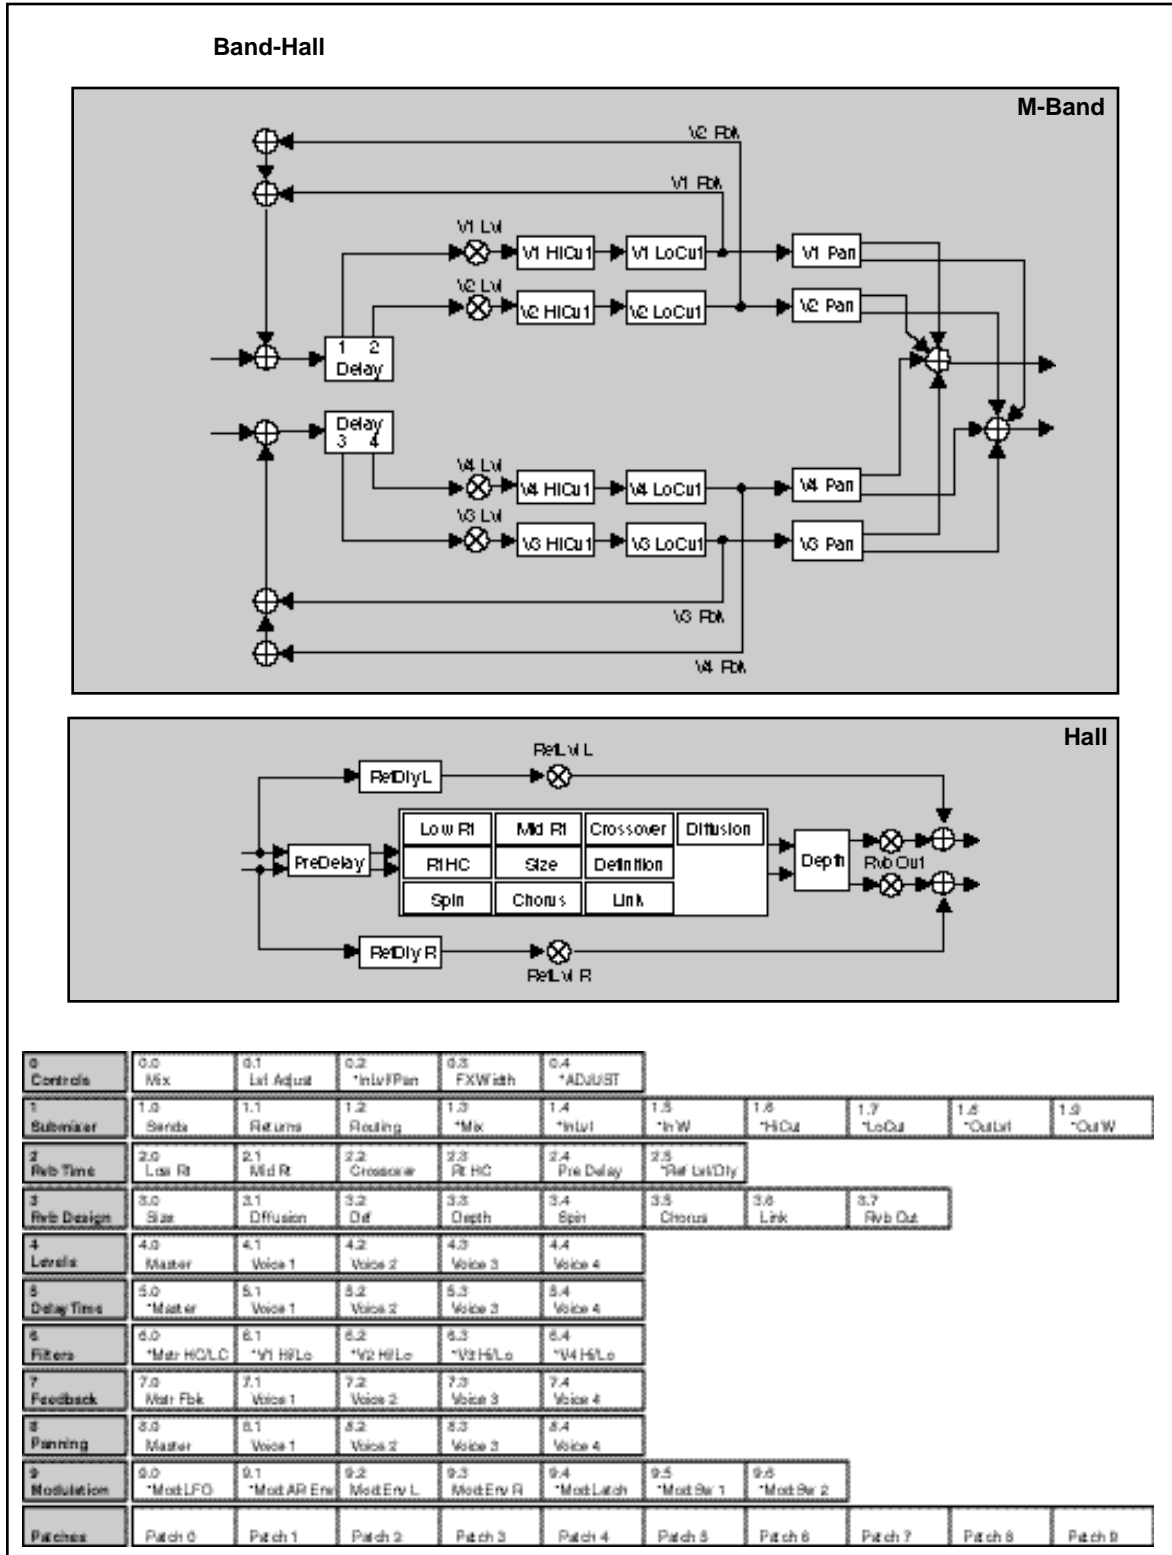 Band-Hall
M-Band
V2 Fbk
V1 Fbk
V1 Lvl
V1 HiCut
V1 LoCut
V1 Pan
V2 Lvl
V2 HiCut
V2 LoCut
V2 Pan
1 2
Delay
Delay
3 4
V4 Lvl
V4 HiCut
V4 LoCut
V4 Pan
V3 Lvl
V3 HiCut
V3 LoCut
V3 Pan
V3 Fbk
V4 Fbk
Hall
RefLvl L
RefDly L
Low Rt Mid Rt Crossover Diffusion
PreDelay
Rt HC Size Definition
Depth
Rvb Out
Spin Chorus Link
RefDly R
RefLvl R
0 0.0 0.1 0.2 0.3 0.4
Controls Mix Lvl Adjust *InLvl/Pan FXWidth *ADJUST
1 1.0 1.1 1.2 1.3 1.4 1.5 1.6 1.7 1.8 1.9
Submixer Sends Returns Routing *Mix *InLvl *In W *HiCut *LoCut *OutLvl *Out W
2 2.0 2.1 2.2 2.3 2.4 2.5
Rvb Time Low Rt Mid Rt Crossover Rt HC Pre Delay *Ref Lvl/Dly
3 3.0 3.1 3.2 3.3 3.4 3.5 3.6 3.7
Rvb Design Size Diffusion Def Depth Spin Chorus Link Rvb Out
4 4.0 4.1 4.2 4.3 4.4
Levels Master Voice 1 Voice 2 Voice 3 Voice 4
5 5.0 5.1 5.2 5.3 5.4
Delay Time *Master Voice 1 Voice 2 Voice 3 Voice 4
6 6.0 6.1 6.2 6.3 6.4
Filters *Mstr HC/LC *V1 Hi/Lo *V2 Hi/Lo *V3 Hi/Lo *V4 Hi/Lo
7 7.0 7.1 7.2 7.3 7.4
Feedback Mstr Fbk Voice 1 Voice 2 Voice 3 Voice 4
8 8.0 8.1 8.2 8.3 8.4
Panning Master Voice 1 Voice 2 Voice 3 Voice 4
9 9.0 9.1 9.2 9.3 9.4 9.5 9.6
Modulation *Mod:LFO *Mod:AR Env Mod:Env L Mod:Env R *Mod:Latch *Mod:Sw 1 *Mod:Sw 2
Patches Patch 0 Patch 1 Patch 2 Patch 3 Patch 4 Patch 5 Patch 6 Patch 7 Patch 8 Patch 9